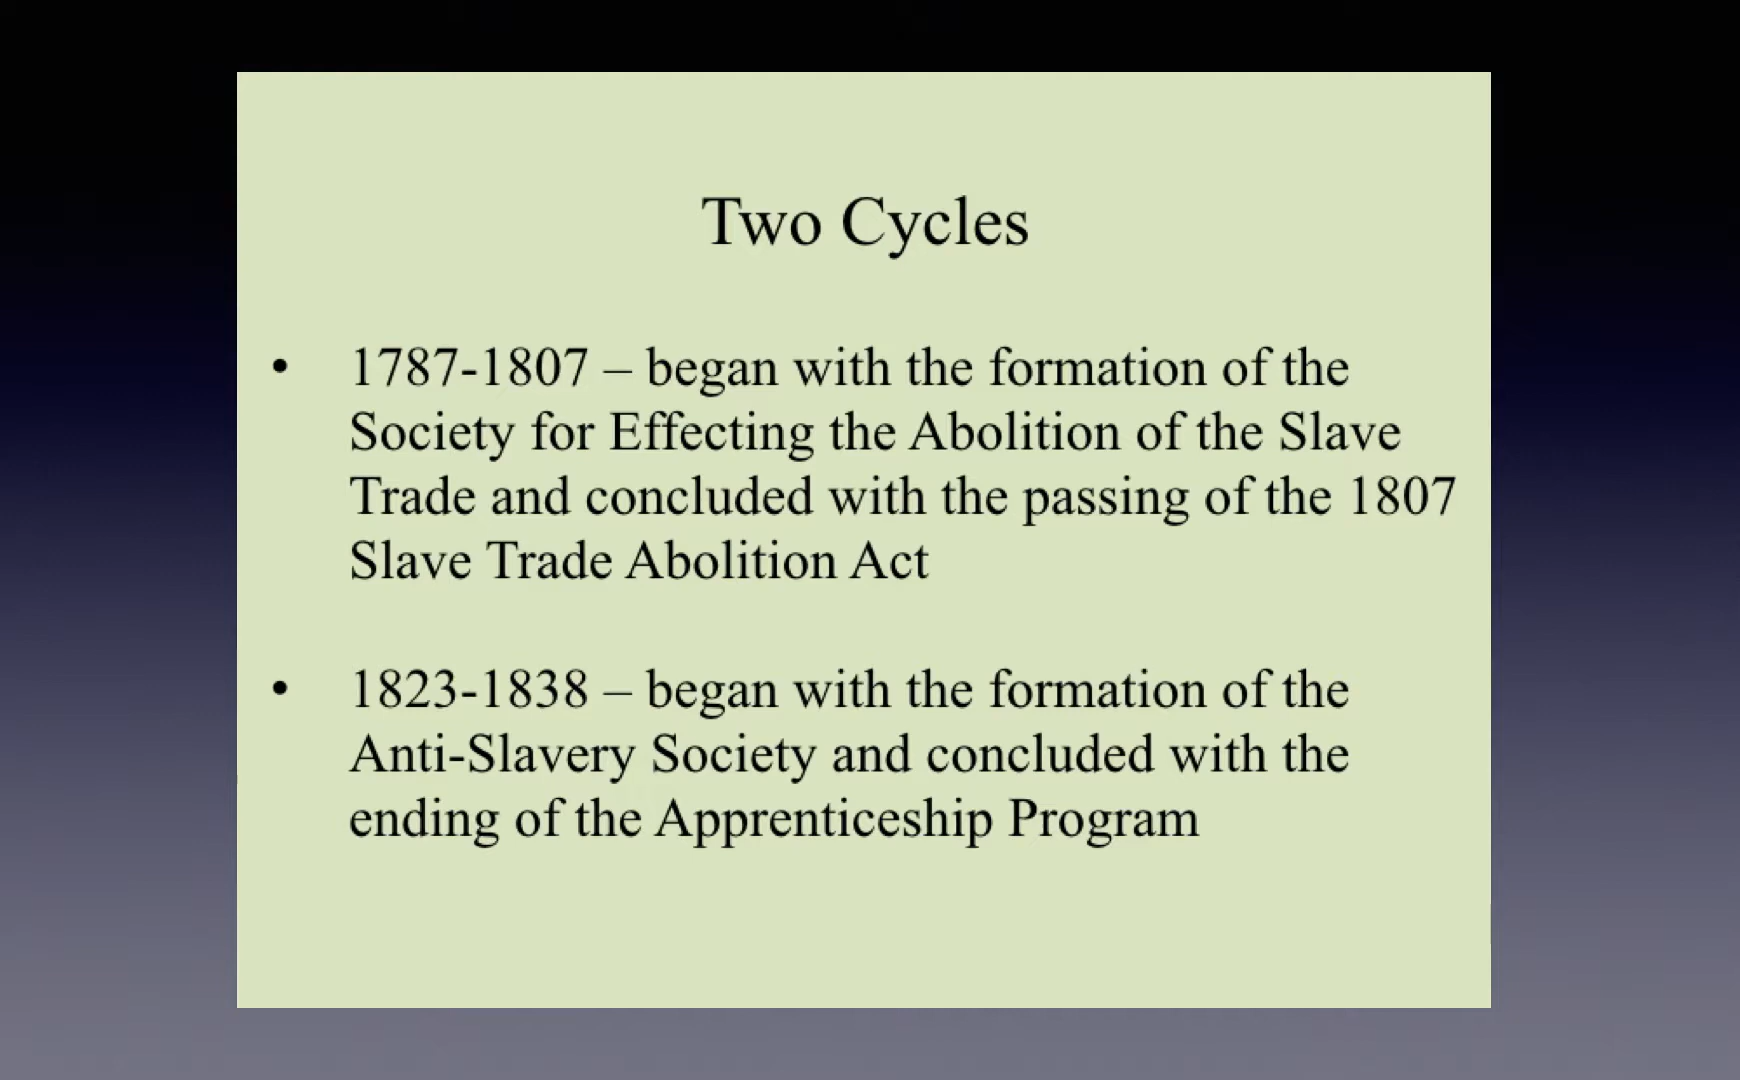 Two Cycles
• 1787-1807 – began with the formation of the
Society for Effecting the Abolition of the Slave
Trade and concluded with the passing of the 1807
Slave Trade Abolition Act
• 1823-1838 – began with the formation of the
Anti-Slavery Society and concluded with the
ending of the Apprenticeship Program